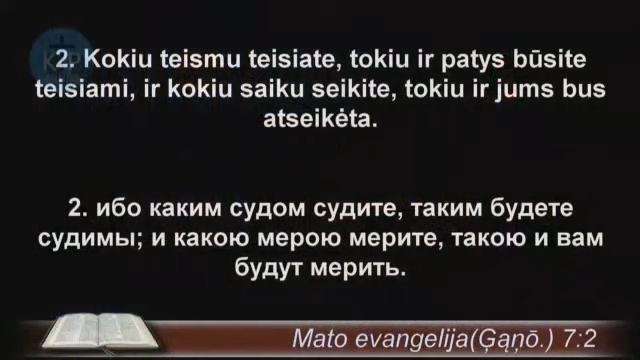 2. Kokiu teismu teisiate, tokiu ir patys būsite
teisiami, ir kokiu saiku seikite, tokiu ir jums bus
atseikėta.
2. ибо каким судом судите, таким будете
судимы; и какою мерою мерите, такою и вам
будут мерить.
Mato evangelija(Ģąņō.) 7:2